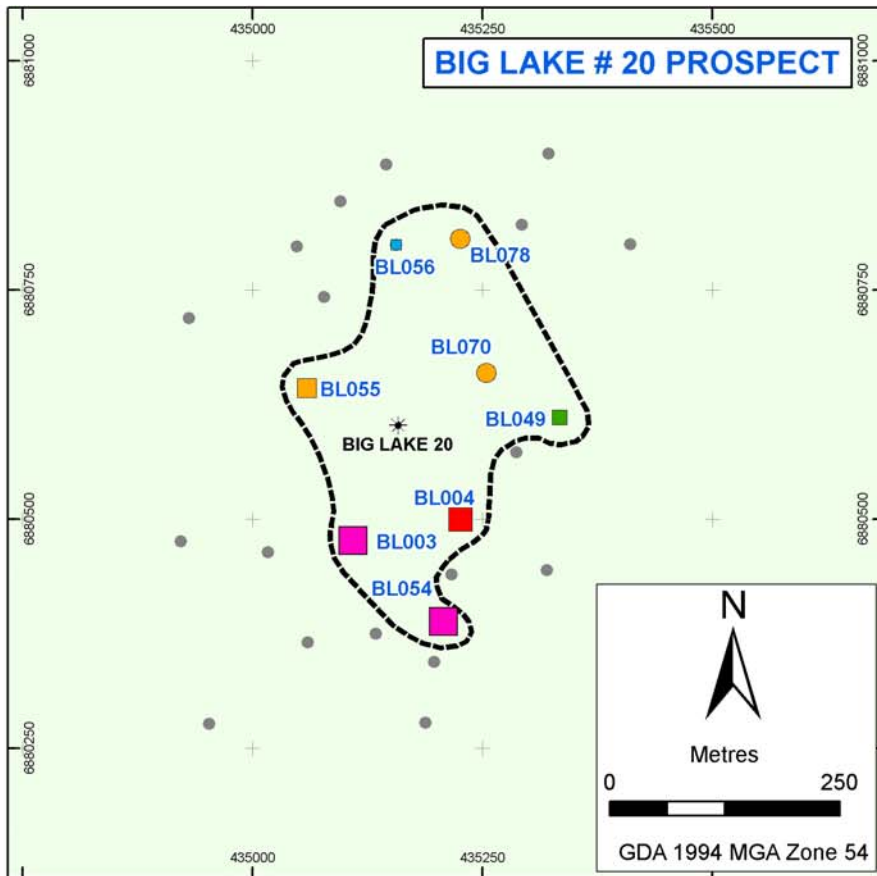 435000 435250 435500
6881000 6881000
BIG LAKE # 20 PROSPECT
BL056
BL078
6880750 6880750
BL070
BL055
BL049
BIG LAKE 20
BL004
6880500 6880500
BL003
BL054
N
Metres
0 250
GDA 1994 MGA Zone 54
6880250
435000 435250